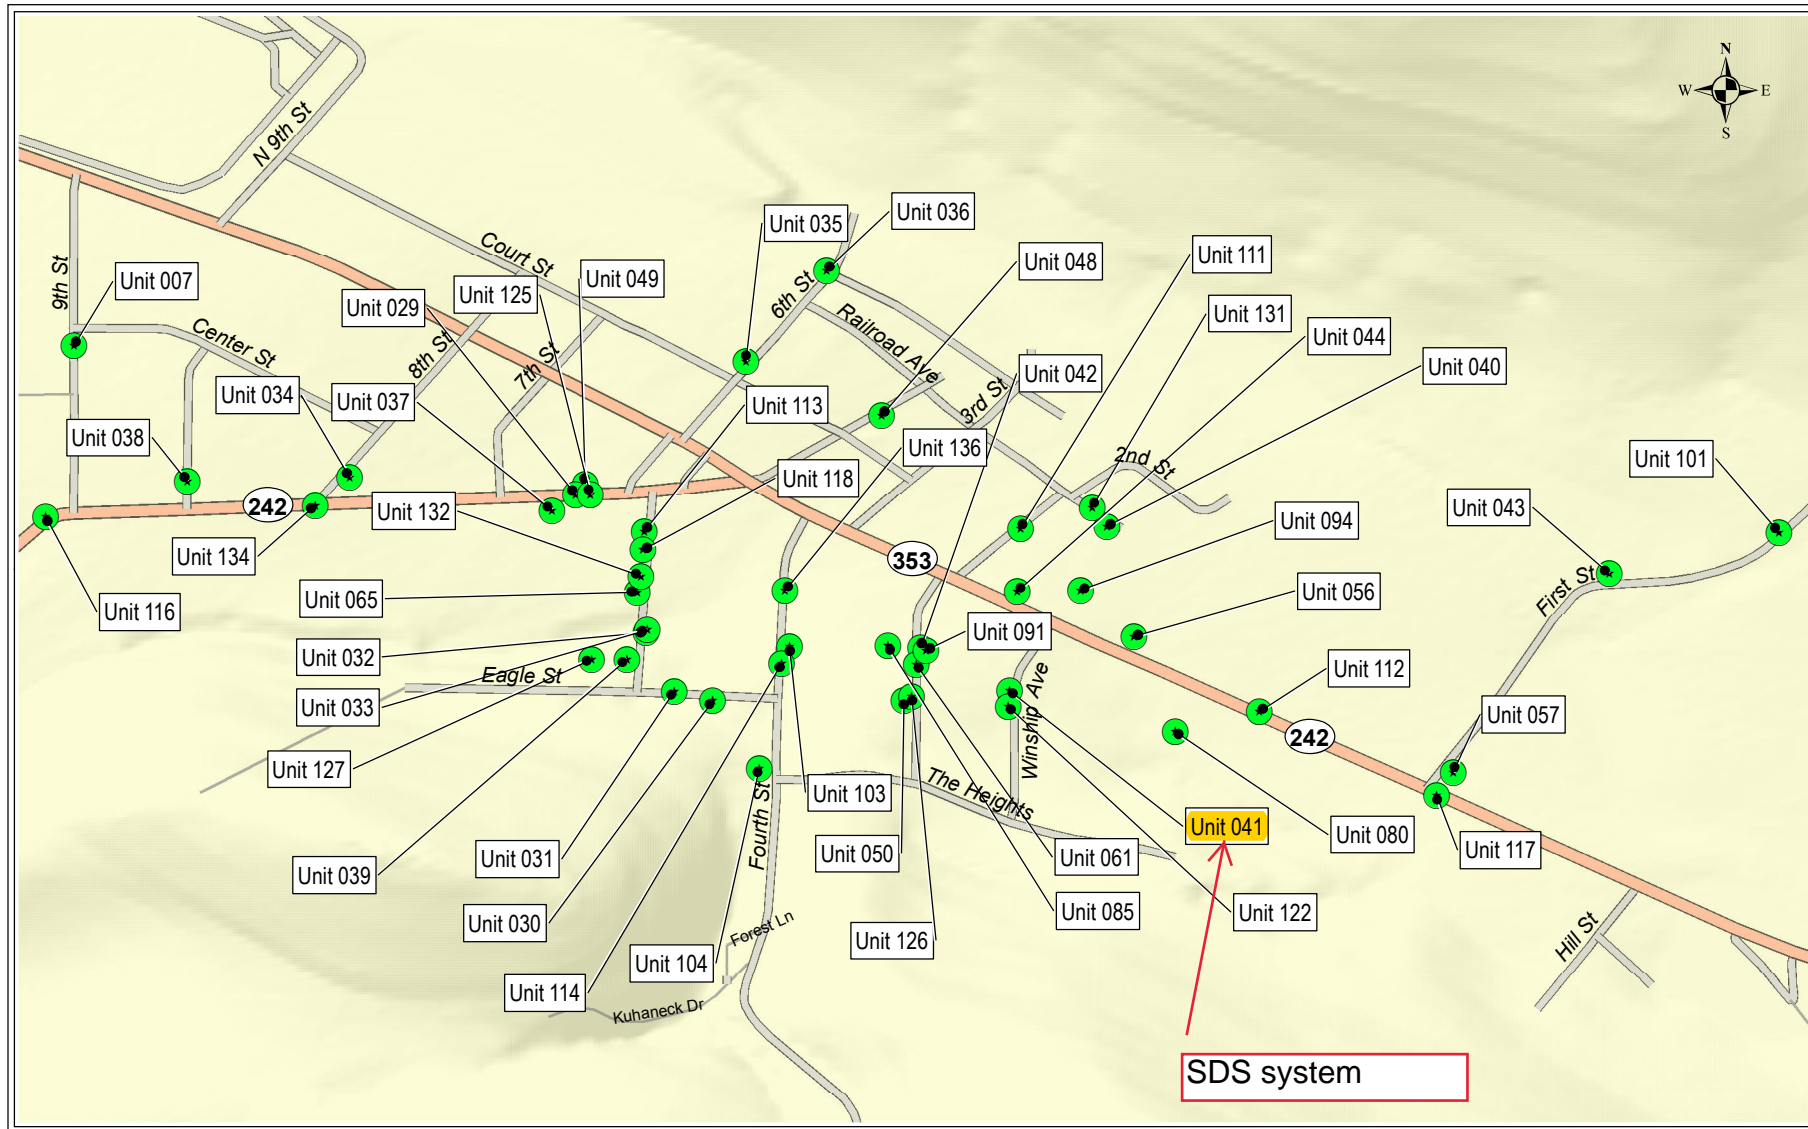 N
W E
S
N 9th St
Unit 036
Unit 035
Court St
Unit 111
Unit 048
9th St
Unit 007
Unit 049
Unit 125
6th St
Unit 029
Unit 131
Railroad Ave
Center St
8th St
Unit 044
7th St
Unit 040
Unit 042
Unit 034
Unit 037
Unit 113
3rd St
Unit 038
Unit 136
2nd St
Unit 101
Unit 118
242
Unit 132
Unit 043
Unit 094
Unit 134
353
Unit 056
First St
Unit 065
Unit 116
Unit 091
Unit 032
Eagle St
Unit 112
Unit 033
Winship Ave
Unit 057
242
Unit 127
The Heights
Unit 103
Fourth St
Unit 041
Unit 080
Unit 117
Unit 050
Unit 061
Unit 031
Unit 039
Unit 085
Unit 122
Unit 030
Forest Ln
Unit 126
Hill St
Unit 104
Unit 114
Kuhaneck Dr
SDS system